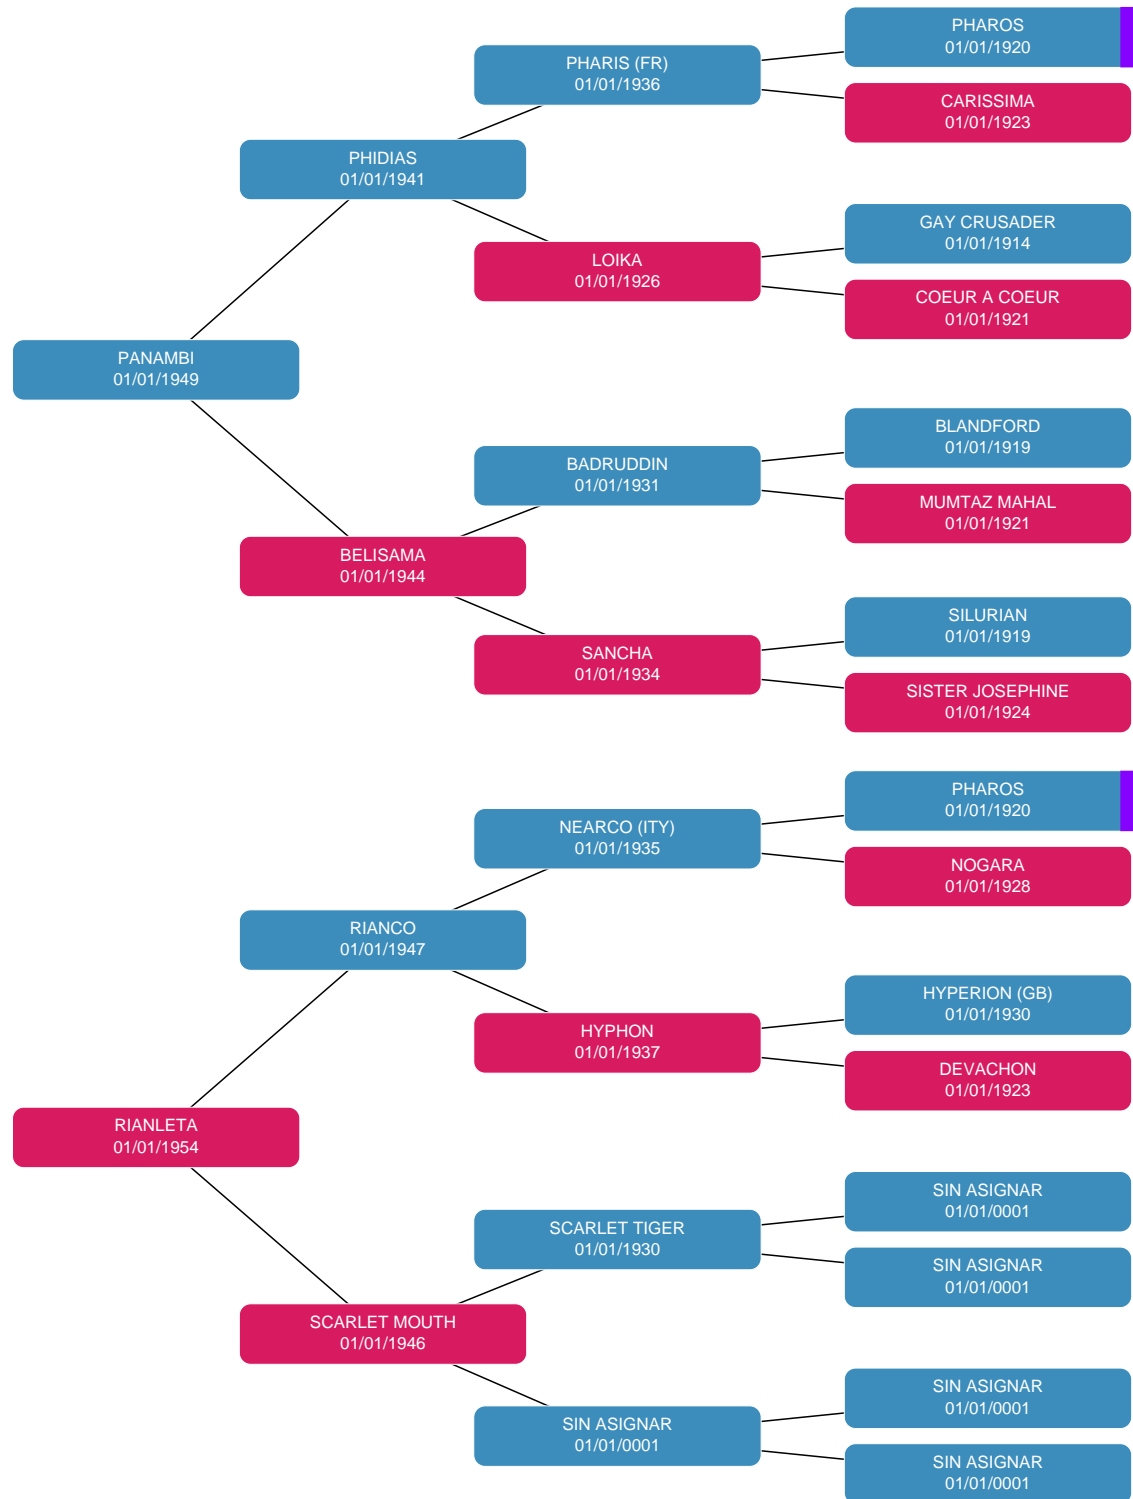 PHAROS
01/01/1920
PHARIS (FR)
01/01/1936
CARISSIMA
01/01/1923
PHIDIAS
01/01/1941
GAY CRUSADER
01/01/1914
LOIKA
01/01/1926
COEUR A COEUR
01/01/1921
PANAMBI
01/01/1949
BLANDFORD
01/01/1919
BADRUDDIN
01/01/1931
MUMTAZ MAHAL
01/01/1921
BELISAMA
01/01/1944
SILURIAN
01/01/1919
SANCHA
01/01/1934
SISTER JOSEPHINE
01/01/1924
PHAROS
01/01/1920
NEARCO (ITY)
01/01/1935
NOGARA
01/01/1928
RIANCO
01/01/1947
HYPERION (GB)
01/01/1930
HYPHON
01/01/1937
DEVACHON
01/01/1923
RIANLETA
01/01/1954
SIN ASIGNAR
01/01/0001
SCARLET TIGER
01/01/1930
SIN ASIGNAR
01/01/0001
SCARLET MOUTH
01/01/1946
SIN ASIGNAR
01/01/0001
SIN ASIGNAR
01/01/0001
SIN ASIGNAR
01/01/0001